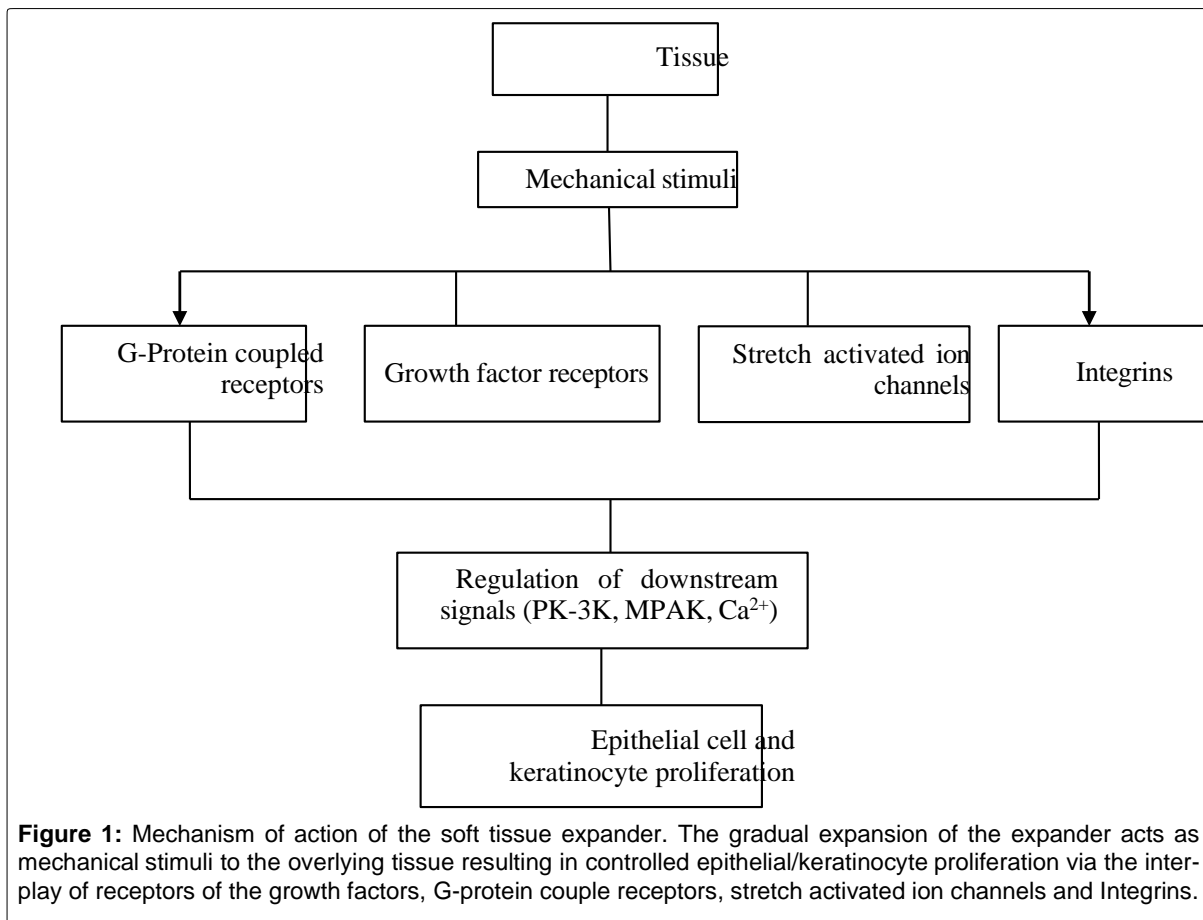 Tissue
Mechanical stimuli
G-Protein coupled
receptors
Growth factor receptors
Stretch activated ion
channels
Integrins
Regulation of downstream
signals (PK-3K, MPAK, Ca²⁺)
Epithelial cell and
keratinocyte proliferation
Figure 1: Mechanism of action of the soft tissue expander. The gradual expansion of the expander acts as
mechanical stimuli to the overlying tissue resulting in controlled epithelial/keratinocyte proliferation via the inter-
play of receptors of the growth factors, G-protein couple receptors, stretch activated ion channels and Integrins.